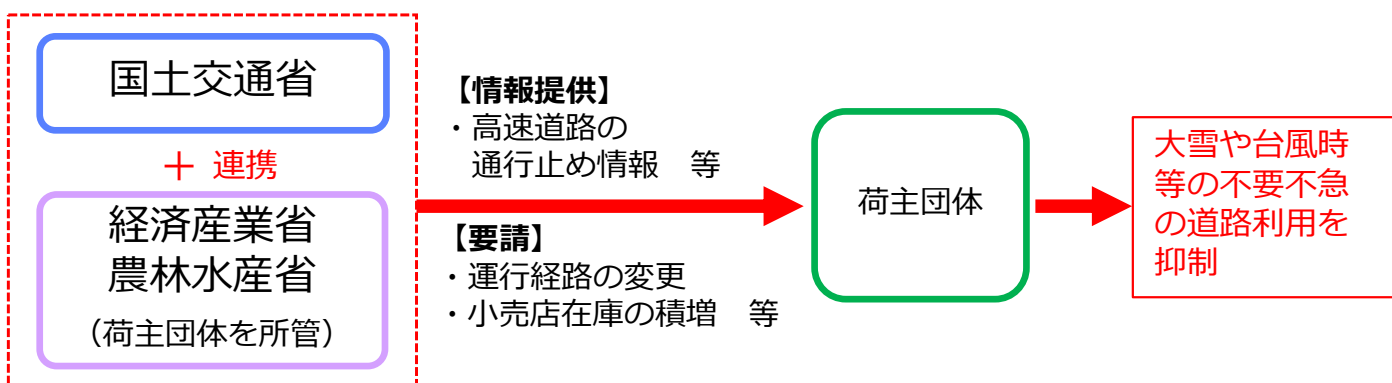 国土交通省
＋ 連携
経済産業省
農林水産省
（荷主団体を所管）
【情報提供】
・高速道路の
通行止め情報　等
【要請】
・運行経路の変更
・小売店在庫の積増　等
荷主団体
大雪や台風時
等の不要不急
の道路利用を
抑制